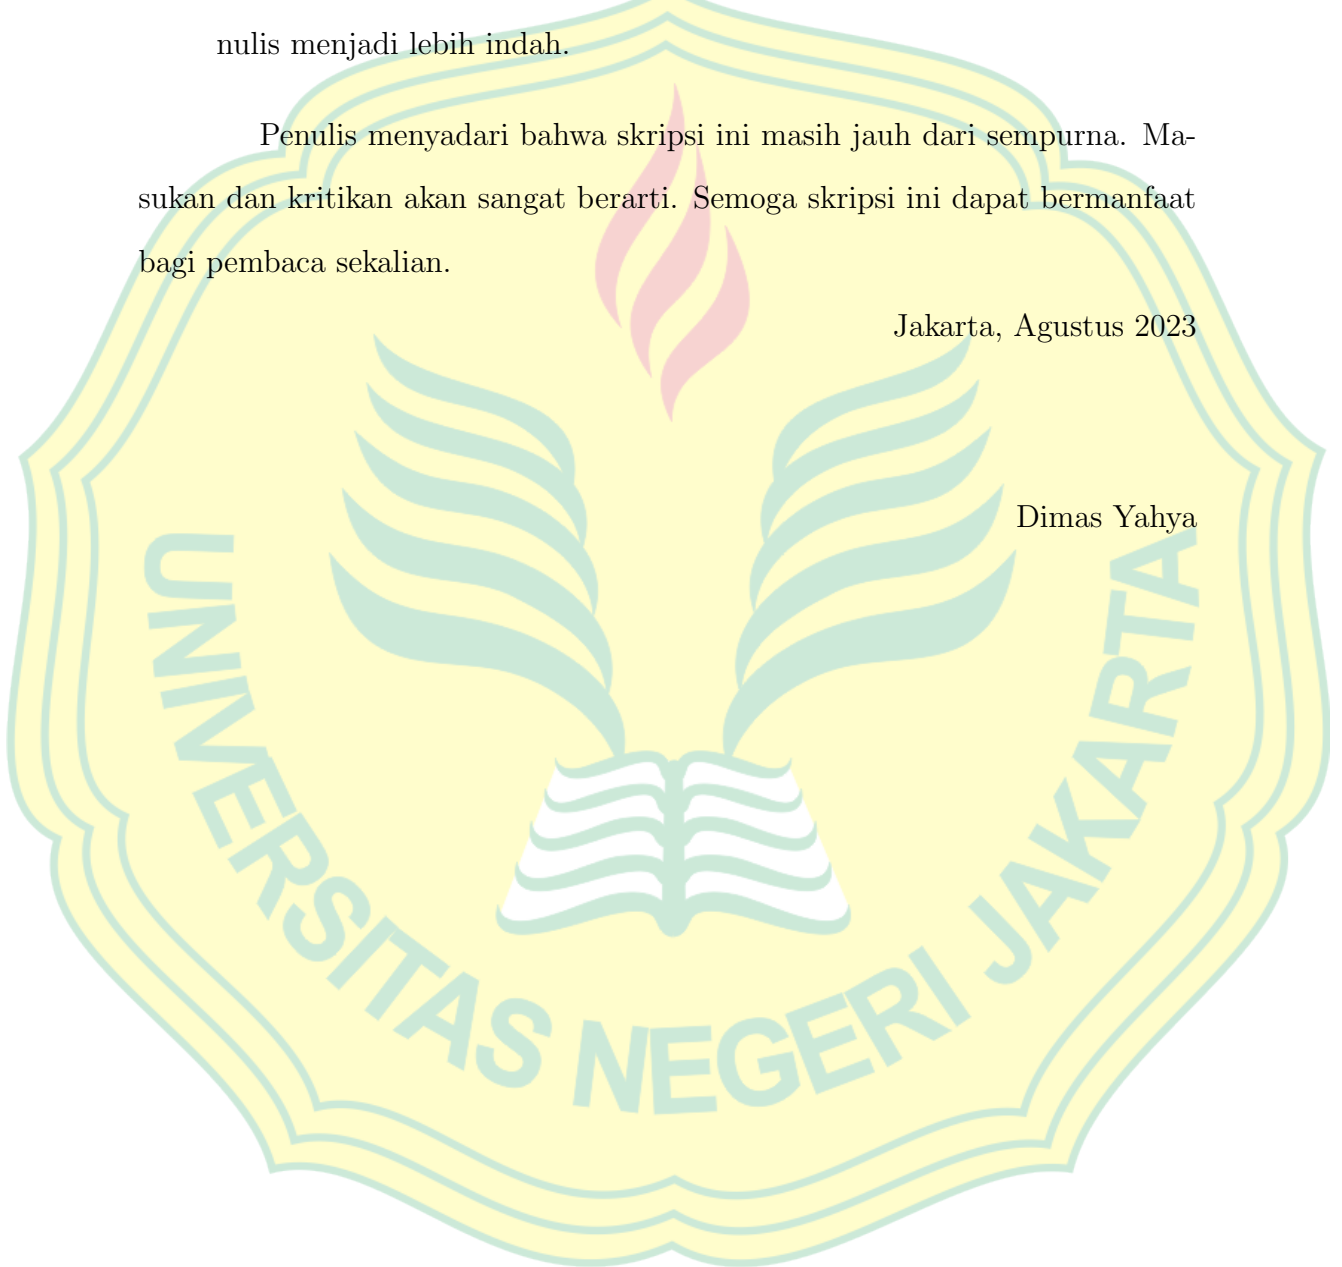 nulis menjadi lebih indah.
Penulis menyadari bahwa skripsi ini masih jauh dari sempurna. Ma-
sukan dan kritikan akan sangat berarti. Semoga skripsi ini dapat bermanfaat
bagi pembaca sekalian.
Jakarta, Agustus 2023
Dimas Yahya
UNIVERSITAS NEGERI JAKARTA